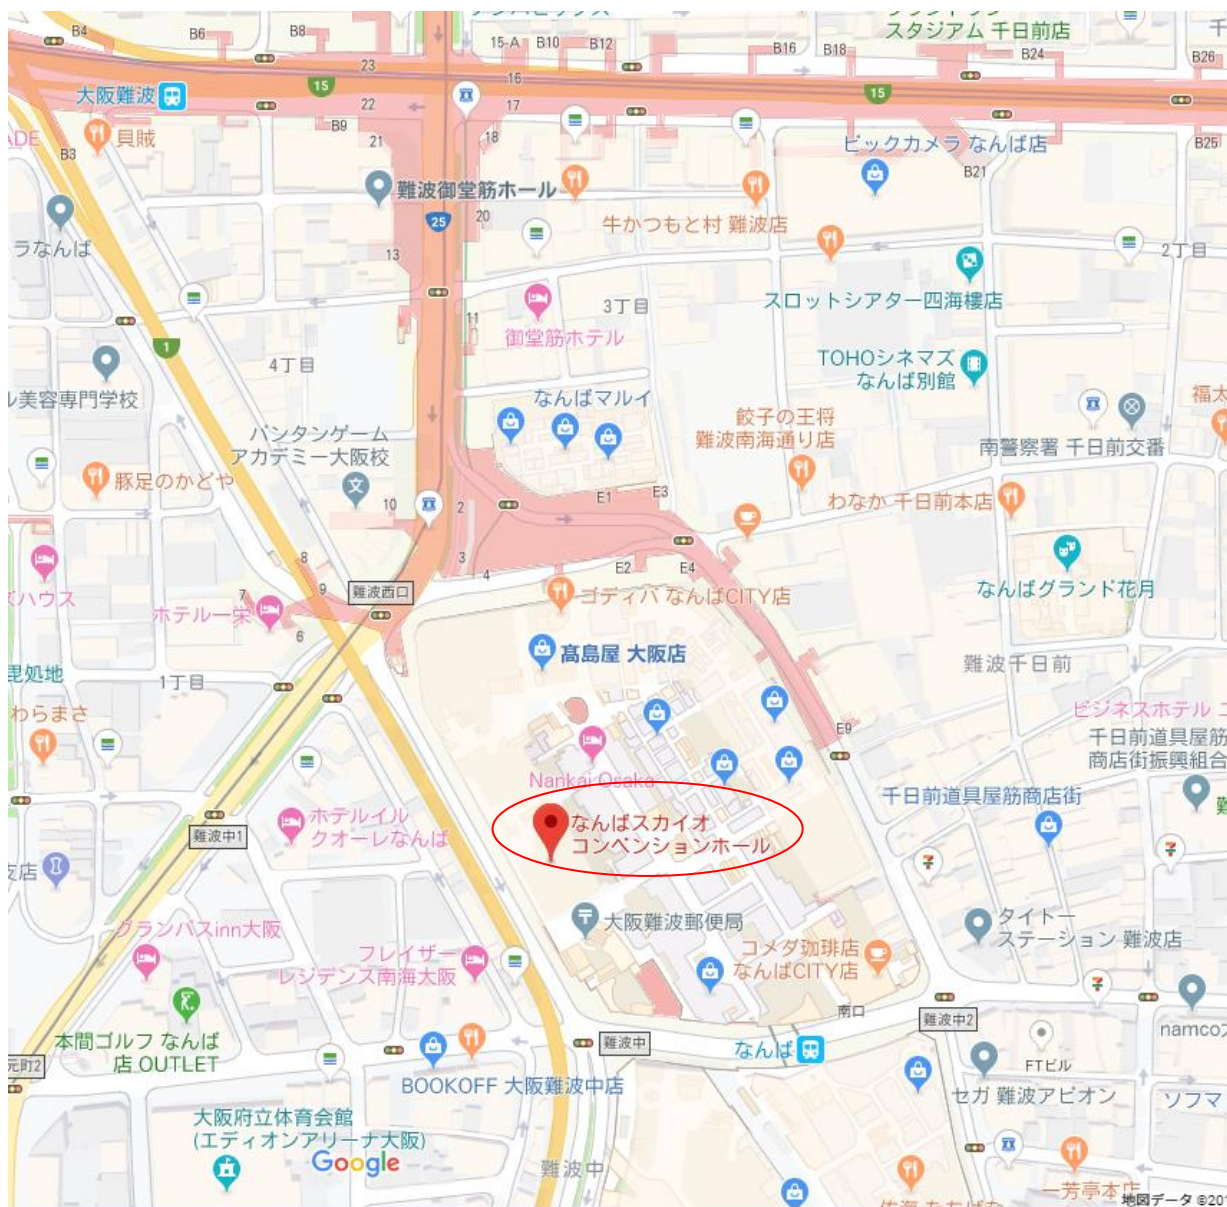 スタジアム 千日前店
B4
B6
B8
15-A
B10
B12
B16
B18
B24
B26
23
16
15
15
大阪難波
22
17
貝賊
B9
21
18
B3
B25
ビックカメラ なんば店
B21
難波御堂筋ホール
25
20
牛かつもと村 難波店
ラなんば
13
2丁目
スロットシアター四海樓店
3丁目
11
御堂筋ホテル
1
4丁目
TOHOシネマズ
なんば別館
なんばマルイ
美容専門学校
福太
バンタンゲーム
アカデミー大阪校
餃子の王将
難波南海通り店
南警察署 千日前交番
豚足のかどや
文
10
2
E1
E3
わなか 千日前本店
8
3
4
E2
E4
7
9
難波西口
ゴディバ なんばCITY店
なんばグランド花月
ズハウス
ホテル一栄
6
髙島屋 大阪店
難波千日前
毘処地
1丁目
わらまさ
E9
ビジネスホテル ニ
千日前道具屋筋
商店街振興組合
Nankai Osaka
千日前道具屋筋商店街
ホテルイル
クオーレなんば
なんばスカイオ
コンベンションホール
難波中1
支店
大阪難波郵便局
タイトー
ステーション 難波店
グランパスinn大阪
フレイザー
レジデンス南海大阪
コメダ珈琲店
なんばCITY店
南口
難波中2
本間ゴルフ なんば
店 OUTLET
難波中
なんば
namco
元町2
FTビル
BOOKOFF 大阪難波中店
セガ 難波アビオン
ソフマ
大阪府立体育会館
(エディオンアリーナ大阪)
Google
難波中
一芳亭本店
地図データ ©201